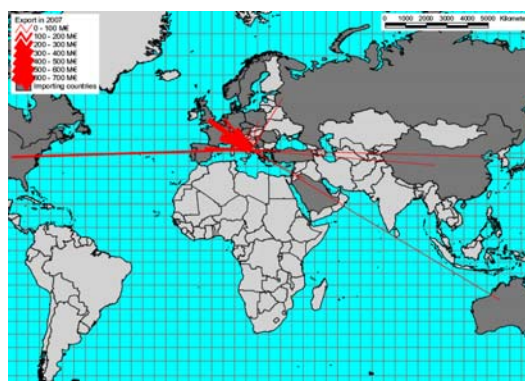 Export in 2007
0 - 100 M€
100 - 200 M€
200 - 300 M€
300 - 400 M€
400 - 500 M€
500 - 600 M€
600 - 700 M€
Importing countries
0 1000 2000 3000 4000 5000 Kilometers